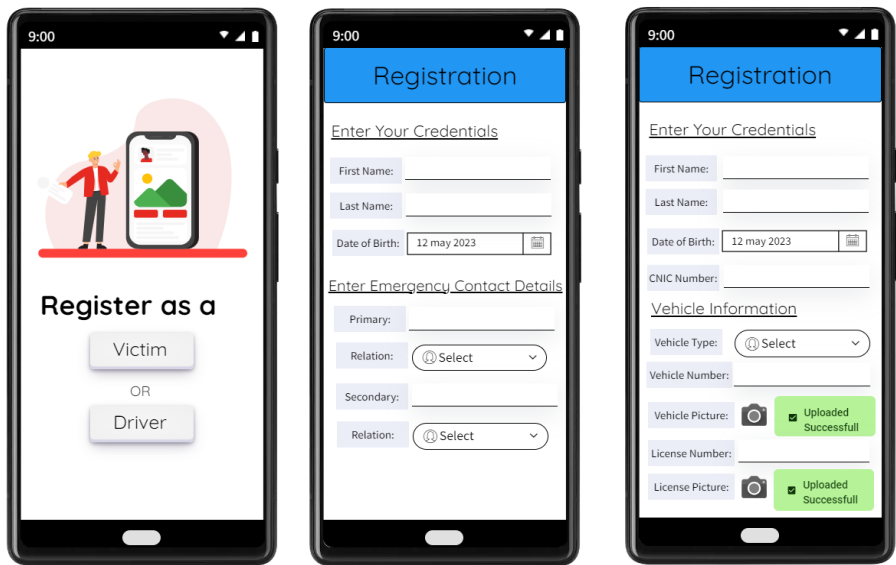 9:00
Register as a
Victim
OR
Driver
9:00
Registration
Enter Your Credentials
First Name:
Last Name:
Date of Birth: 12 may 2023
Enter Emergency Contact Details
Primary:
Relation: Select
Secondary:
Relation: Select
9:00
Registration
Enter Your Credentials
First Name:
Last Name:
Date of Birth: 12 may 2023
CNIC Number:
Vehicle Information
Vehicle Type: Select
Vehicle Number:
Vehicle Picture: Uploaded
Successfull
License Number:
License Picture: Uploaded
Successfull